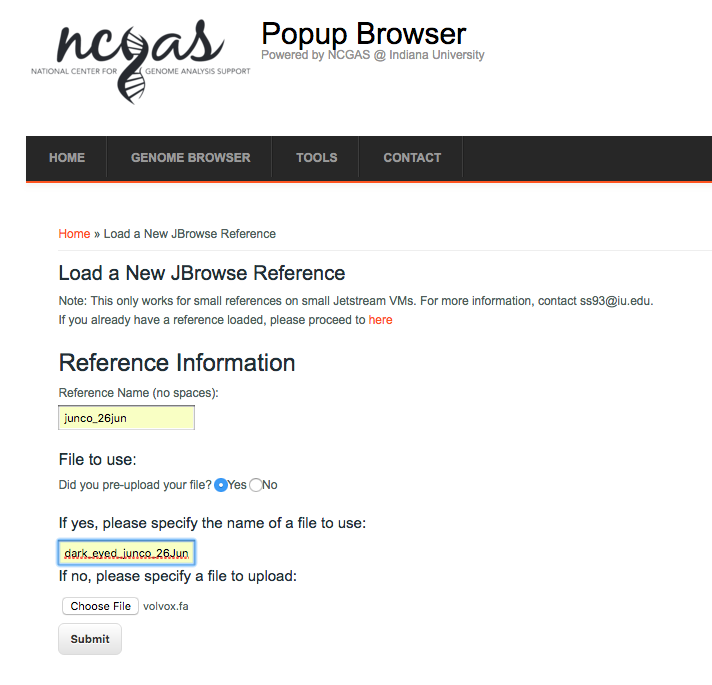 ncgas
NATIONAL CENTER FOR GENOME ANALYSIS SUPPORT
Popup Browser
Powered by NCGAS @ Indiana University
HOME GENOME BROWSER TOOLS CONTACT
Home » Load a New JBrowse Reference
Load a New JBrowse Reference
Note: This only works for small references on small Jetstream VMs. For more information, contact ss93@iu.edu.
If you already have a reference loaded, please proceed to here
Reference Information
Reference Name (no spaces):
junco_26jun
File to use:
Did you pre-upload your file? Yes No
If yes, please specify the name of a file to use:
dark_eyed_junco_26Jun
If no, please specify a file to upload:
Choose File volvox.fa
Submit